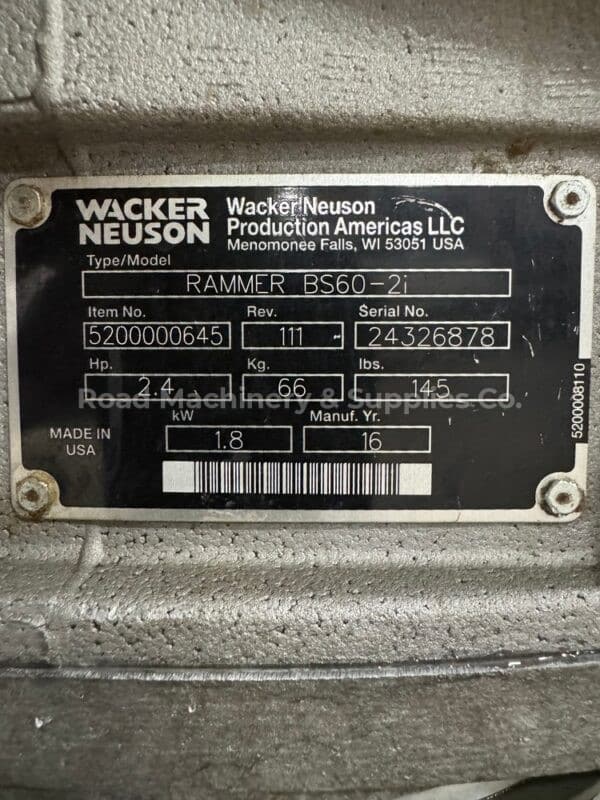 WACKER
NEUSON
Wacker Neuson
Production Americas LLC
Menomonee Falls, WI 53051 USA
Type/Model
RAMMER BS60-2i
Item No. Rev. Serial No.
5200000645 111 24326878
Hp. Kg. lbs.
2.4 66 145
Road Machinery & Supplies Co.
kW Manuf. Yr.
1.8 16
MADE IN
USA
5200008110